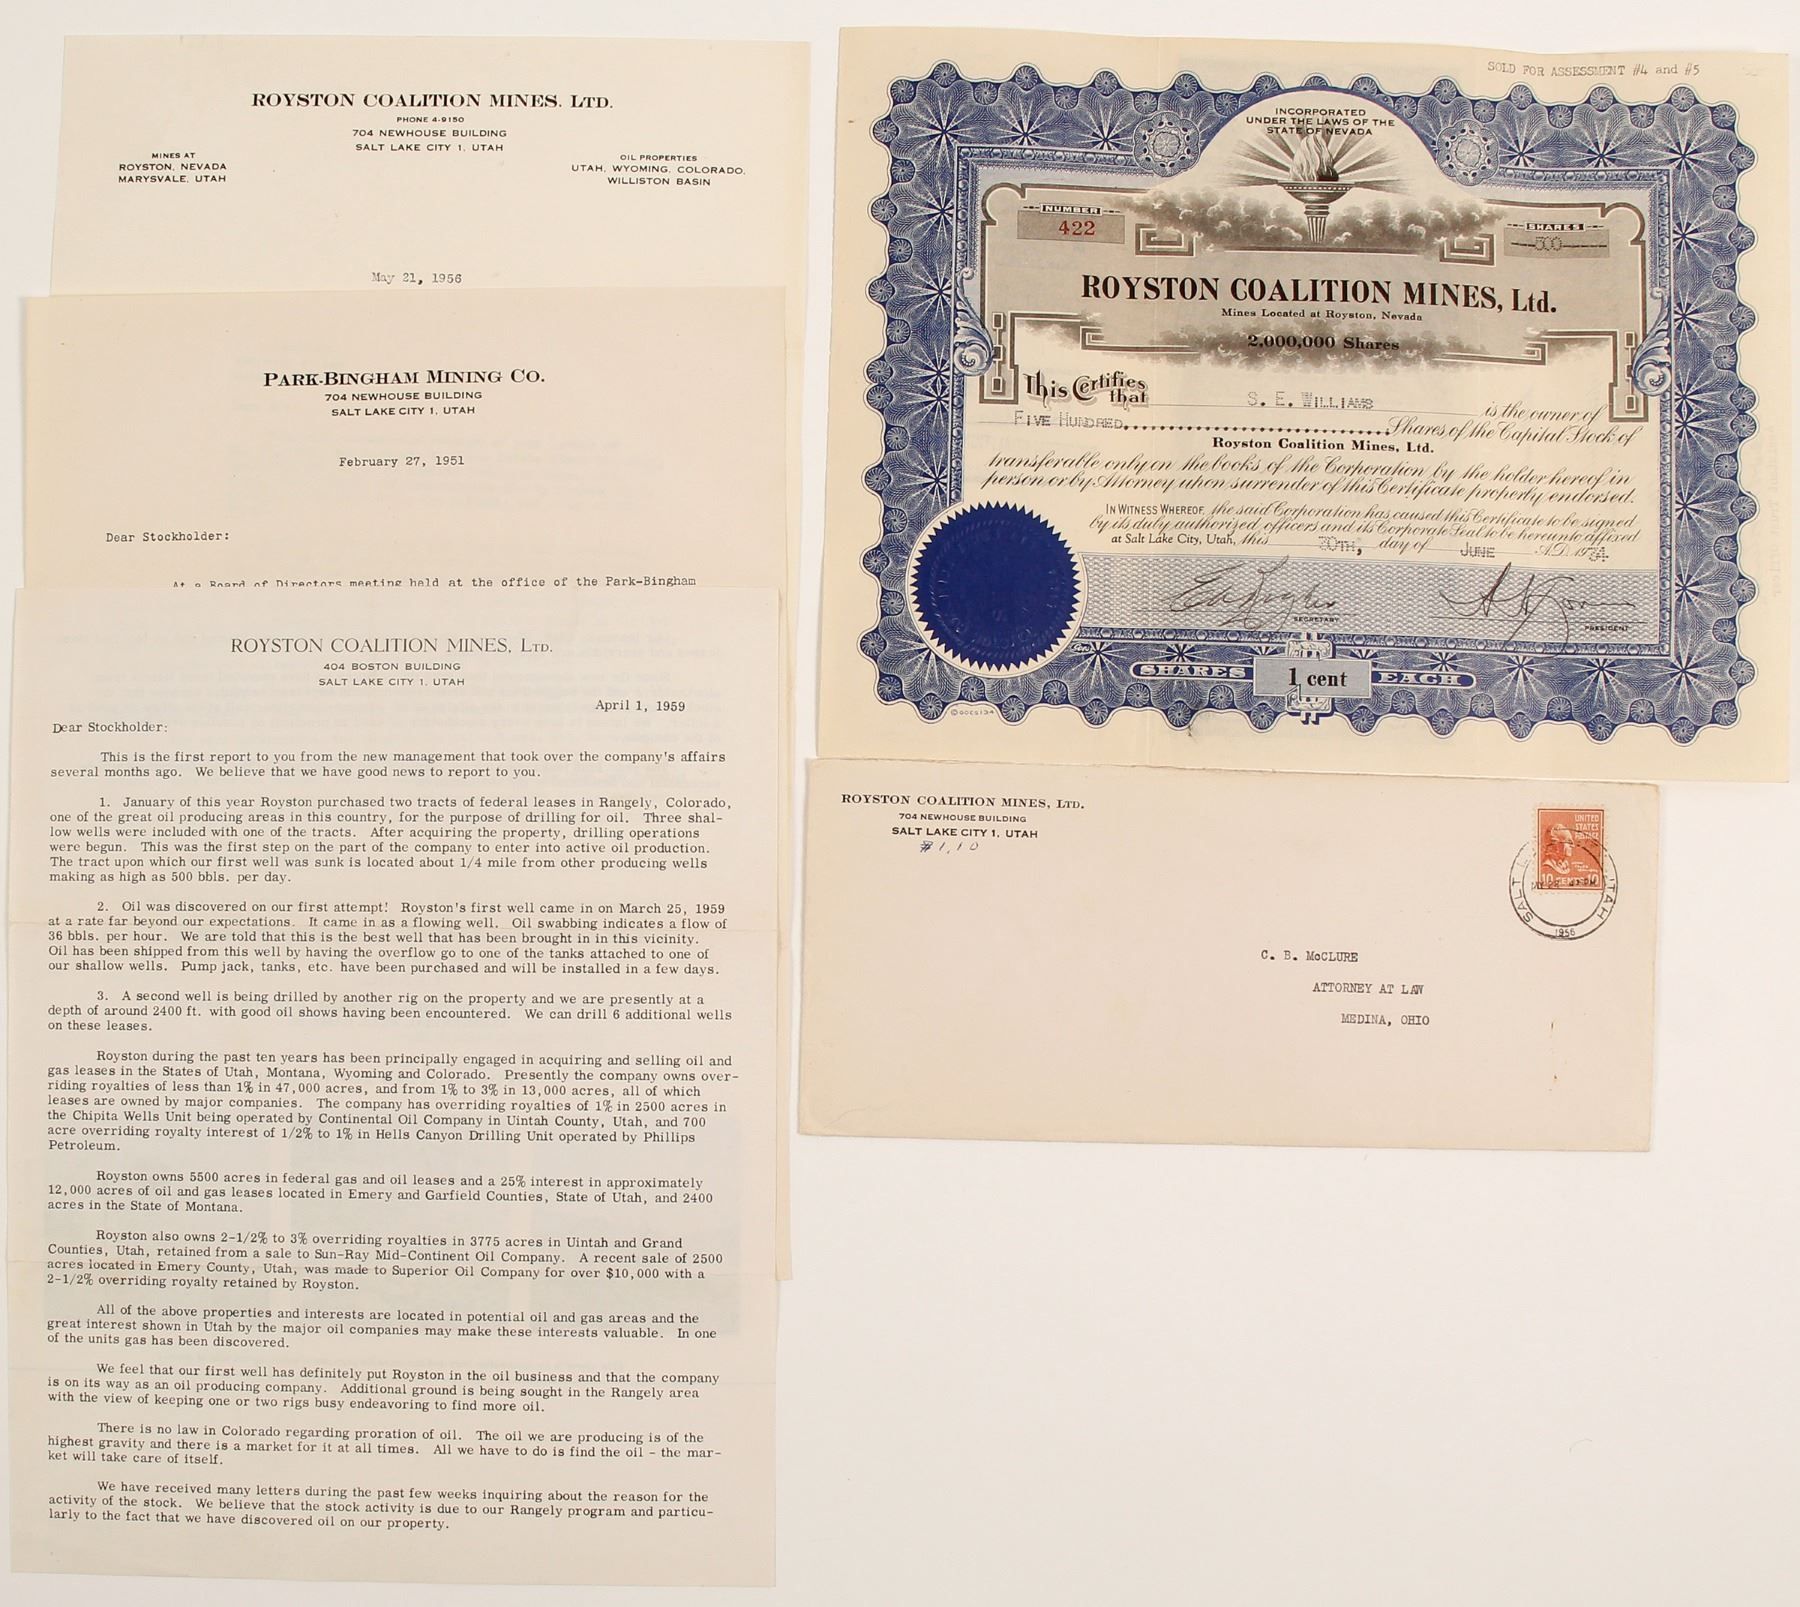 ROYSTON COALITION MINES, LTD.
PHONE 4-9150
704 NEWHOUSE BUILDING
SALT LAKE CITY 1, UTAH
MINES AT
ROYSTON, NEVADA
MARYSVALE, UTAH
OIL PROPERTIES
UTAH, WYOMING, COLORADO,
WILLISTON BASIN
May 21, 1956
PARK-BINGHAM MINING CO.
704 NEWHOUSE BUILDING
SALT LAKE CITY 1, UTAH
February 27, 1951
Dear Stockholder:
At a Board of Directors meeting held at the office of the Park-Bingham
ROYSTON COALITION MINES, LTD.
404 BOSTON BUILDING
SALT LAKE CITY 1, UTAH
April 1, 1959
Dear Stockholder:
This is the first report to you from the new management that took over the company's affairs
several months ago. We believe that we have good news to report to you.
1. January of this year Royston purchased two tracts of federal leases in Rangely, Colorado,
one of the great oil producing areas in this country, for the purpose of drilling for oil. Three shal-
low wells were included with one of the tracts. After acquiring the property, drilling operations
were begun. This was the first step on the part of the company to enter into active oil production.
The tract upon which our first well was sunk is located about 1/4 mile from other producing wells
making as high as 500 bbls. per day.
2. Oil was discovered on our first attempt! Royston's first well came in on March 25, 1959
at a rate far beyond our expectations. It came in as a flowing well. Oil swabbing indicates a flow of
36 bbls. per hour. We are told that this is the best well that has been brought in in this vicinity.
Oil has been shipped from this well by having the overflow go to one of the tanks attached to one of
our shallow wells. Pump jack, tanks, etc. have been purchased and will be installed in a few days.
3. A second well is being drilled by another rig on the property and we are presently at a
depth of around 2400 ft. with good oil shows having been encountered. We can drill 6 additional wells
on these leases.
Royston during the past ten years has been principally engaged in acquiring and selling oil and
gas leases in the States of Utah, Montana, Wyoming and Colorado. Presently the company owns over-
riding royalties of less than 1% in 47,000 acres, and from 1% to 3% in 13,000 acres, all of which
leases are owned by major companies. The company has overriding royalties of 1% in 2500 acres in
the Chipita Wells Unit being operated by Continental Oil Company in Uintah County, Utah, and 700
acre overriding royalty interest of 1/2% to 1% in Hells Canyon Drilling Unit operated by Phillips
Petroleum.
Royston owns 5500 acres in federal gas and oil leases and a 25% interest in approximately
12,000 acres of oil and gas leases located in Emery and Garfield Counties, State of Utah, and 2400
acres in the State of Montana.
Royston also owns 2-1/2% to 3% overriding royalties in 3775 acres in Uintah and Grand
Counties, Utah, retained from a sale to Sun-Ray Mid-Continent Oil Company. A recent sale of 2500
acres located in Emery County, Utah, was made to Superior Oil Company for over $10,000 with a
2-1/2% overriding royalty retained by Royston.
All of the above properties and interests are located in potential oil and gas areas and the
great interest shown in Utah by the major oil companies may make these interests valuable. In one
of the units gas has been discovered.
We feel that our first well has definitely put Royston in the oil business and that the company
is on its way as an oil producing company. Additional ground is being sought in the Rangely area
with the view of keeping one or two rigs busy endeavoring to find more oil.
There is no law in Colorado regarding proration of oil. The oil we are producing is of the
highest gravity and there is a market for it at all times. All we have to do is find the oil - the mar-
ket will take care of itself.
We have received many letters during the past few weeks inquiring about the reason for the
activity of the stock. We believe that the stock activity is due to our Rangely program and particu-
larly to the fact that we have discovered oil on our property.
SOLD FOR ASSESSMENT #4 and #5
INCORPORATED
UNDER THE LAWS OF THE
STATE OF NEVADA
NUMBER
422
SHARES
500
ROYSTON COALITION MINES, Ltd.
Mines Located at Royston, Nevada
2,000,000 Shares
This Certifies that S. E. WILLIAMS is the owner of
FIVE HUNDRED Shares of the Capital Stock of
Royston Coalition Mines, Ltd.
transferable only on the books of the Corporation by the holder hereof in
person or by Attorney upon surrender of this Certificate properly endorsed.
IN WITNESS WHEREOF, the said Corporation has caused this Certificate to be signed
by its duly authorized officers and its Corporate Seal to be hereunto affixed
at Salt Lake City, Utah, this 30TH, day of JUNE A.D. 1934
SECRETARY
PRESIDENT
SHARES 1 cent EACH
© GOES 134
ROYSTON COALITION MINES, LTD.
704 NEWHOUSE BUILDING
SALT LAKE CITY 1, UTAH
#1,10
UNITED
STATES
POSTAGE
10 CENTS 10
SALT L UTAH
1956
C. B. McCLURE
ATTORNEY AT LAW
MEDINA, OHIO